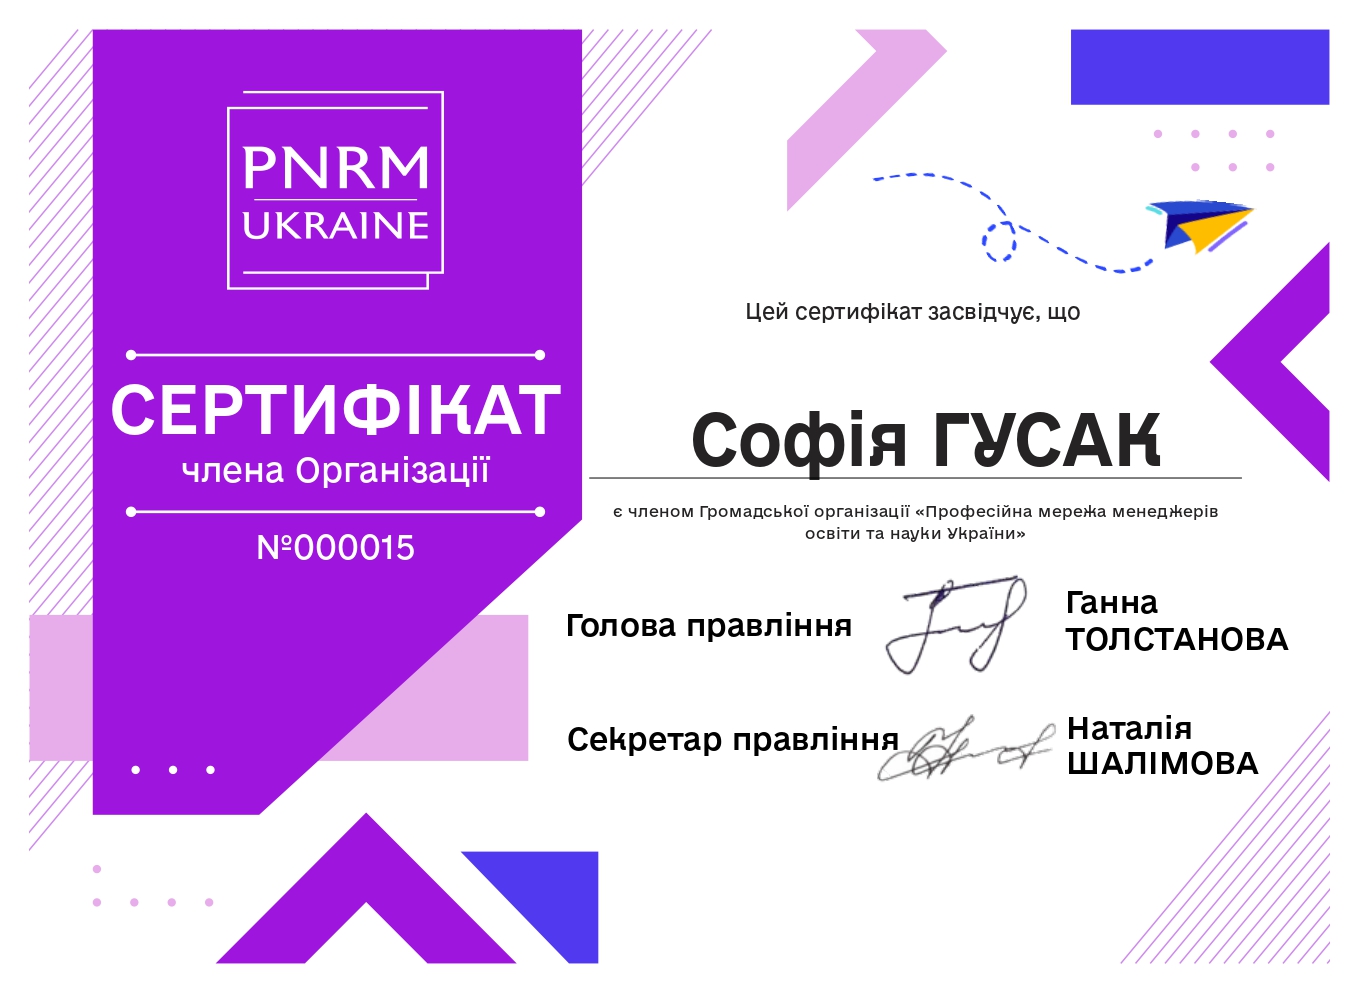 PNRM
UKRAINE
СЕРТИФІКАТ
члена Організації
№000015
Цей сертифікат засвідчує, що
Софія ГУСАК
є членом Громадської організації «Професійна мережа менеджерів
освіти та науки України»
Голова правління
Ганна
ТОЛСТАНОВА
Секретар правління
Наталія
ШАЛІМОВА